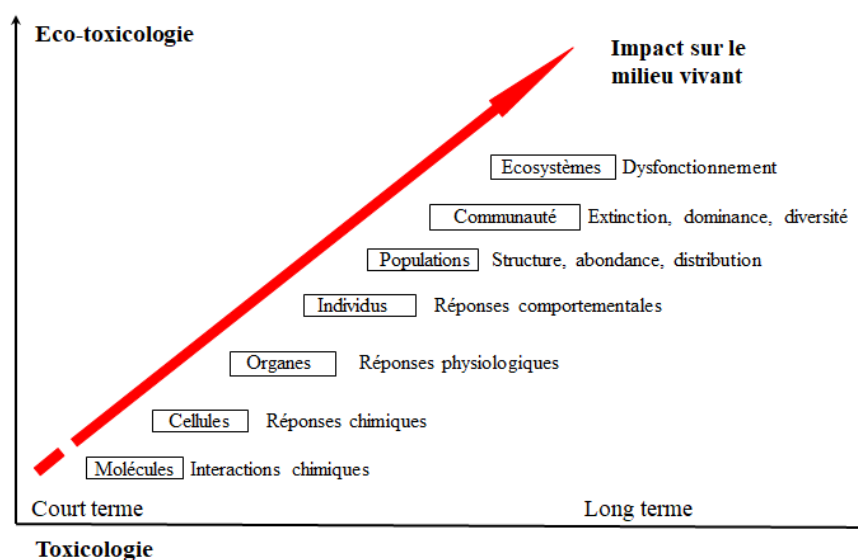 Eco-toxicologie
Impact sur le
milieu vivant
Ecosystèmes Dysfonctionnement
Communauté Extinction, dominance, diversité
Populations Structure, abondance, distribution
Individus Réponses comportementales
Organes Réponses physiologiques
Cellules Réponses chimiques
Molécules Interactions chimiques
Court terme Long terme
Toxicologie